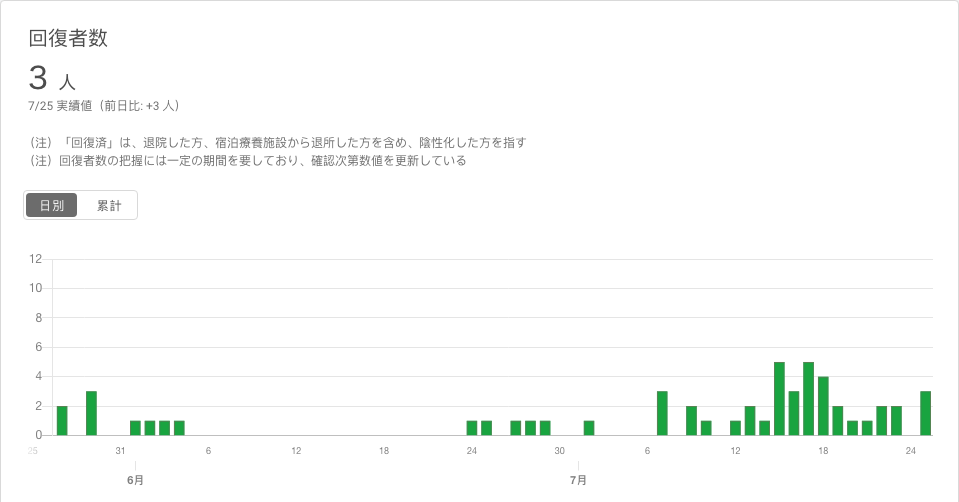 回復者数
3 人
7/25 実績値（前日比: +3 人）
（注）「回復済」は、退院した方、宿泊療養施設から退所した方を含め、陰性化した方を指す
（注）回復者数の把握には一定の期間を要しており、確認次第数値を更新している
日別 累計
12
10
8
6
4
2
0
25 31 6 12 18 24 30 6 12 18 24
6月 7月